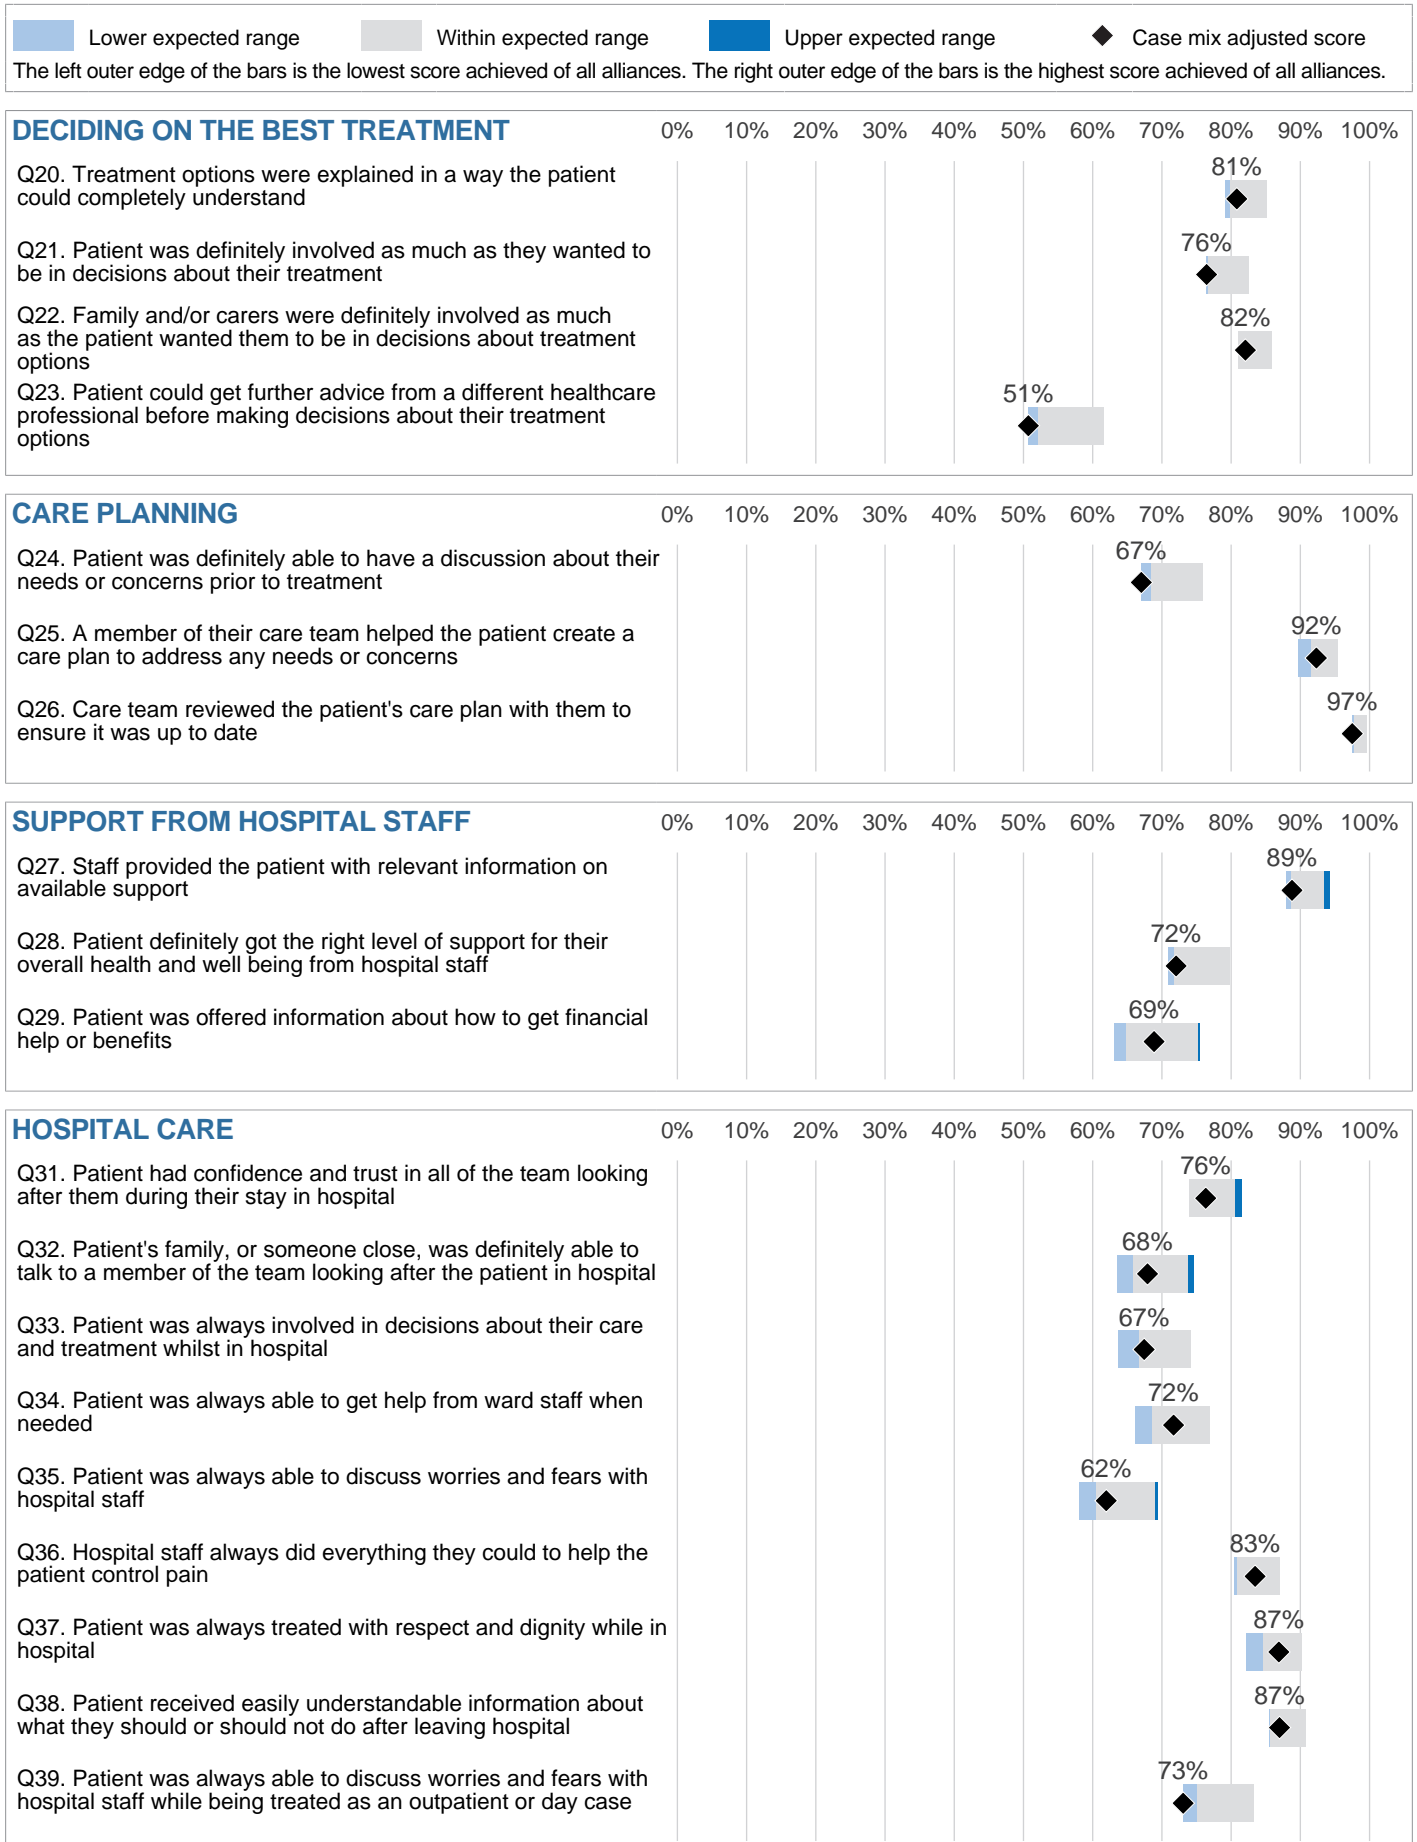 Lower expected range Within expected range Upper expected range Case mix adjusted score
The left outer edge of the bars is the lowest score achieved of all alliances. The right outer edge of the bars is the highest score achieved of all alliances.
DECIDING ON THE BEST TREATMENT 0% 10% 20% 30% 40% 50% 60% 70% 80% 90% 100%
81%
Q20. Treatment options were explained in a way the patient
could completely understand
76%
Q21. Patient was definitely involved as much as they wanted to
be in decisions about their treatment
82%
Q22. Family and/or carers were definitely involved as much
as the patient wanted them to be in decisions about treatment
options
51%
Q23. Patient could get further advice from a different healthcare
professional before making decisions about their treatment
options
CARE PLANNING 0% 10% 20% 30% 40% 50% 60% 70% 80% 90% 100%
67%
Q24. Patient was definitely able to have a discussion about their
needs or concerns prior to treatment
92%
Q25. A member of their care team helped the patient create a
care plan to address any needs or concerns
97%
Q26. Care team reviewed the patient's care plan with them to
ensure it was up to date
SUPPORT FROM HOSPITAL STAFF 0% 10% 20% 30% 40% 50% 60% 70% 80% 90% 100%
89%
Q27. Staff provided the patient with relevant information on
available support
72%
Q28. Patient definitely got the right level of support for their
overall health and well being from hospital staff
69%
Q29. Patient was offered information about how to get financial
help or benefits
HOSPITAL CARE 0% 10% 20% 30% 40% 50% 60% 70% 80% 90% 100%
76%
Q31. Patient had confidence and trust in all of the team looking
after them during their stay in hospital
68%
Q32. Patient's family, or someone close, was definitely able to
talk to a member of the team looking after the patient in hospital
67%
Q33. Patient was always involved in decisions about their care
and treatment whilst in hospital
72%
Q34. Patient was always able to get help from ward staff when
needed
62%
Q35. Patient was always able to discuss worries and fears with
hospital staff
83%
Q36. Hospital staff always did everything they could to help the
patient control pain
87%
Q37. Patient was always treated with respect and dignity while in
hospital
87%
Q38. Patient received easily understandable information about
what they should or should not do after leaving hospital
73%
Q39. Patient was always able to discuss worries and fears with
hospital staff while being treated as an outpatient or day case